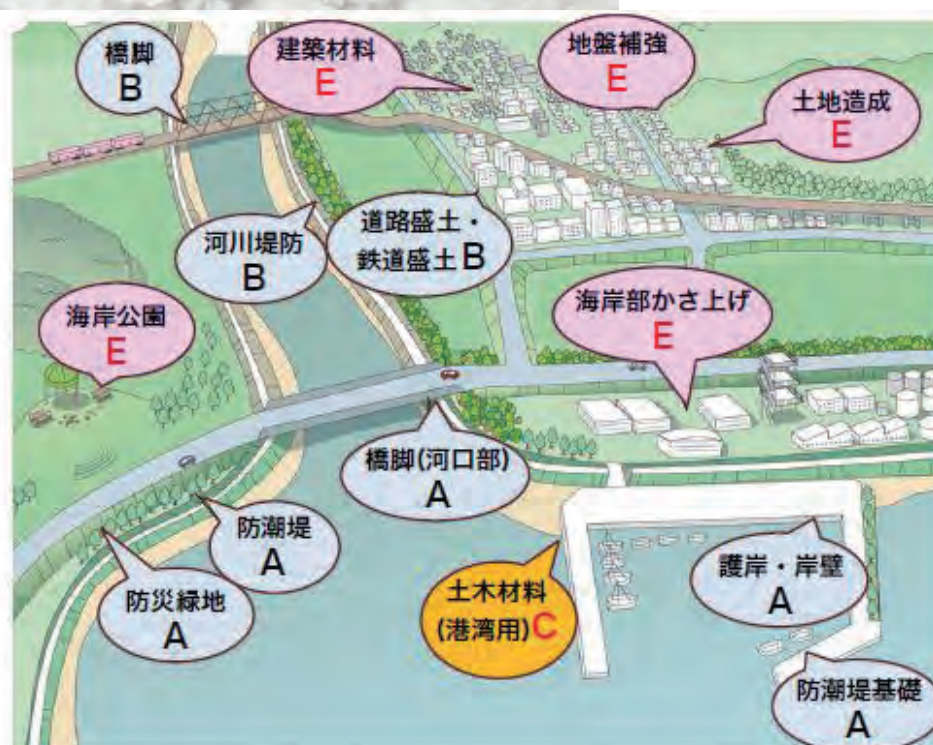 橋脚
B
建築材料
E
地盤補強
E
土地造成
E
河川堤防
B
道路盛土・
鉄道盛土B
海岸公園
E
海岸部かさ上げ
E
橋脚(河口部)
A
防潮堤
A
防災緑地
A
土木材料
(港湾用)C
護岸・岸壁
A
防潮堤基礎
A